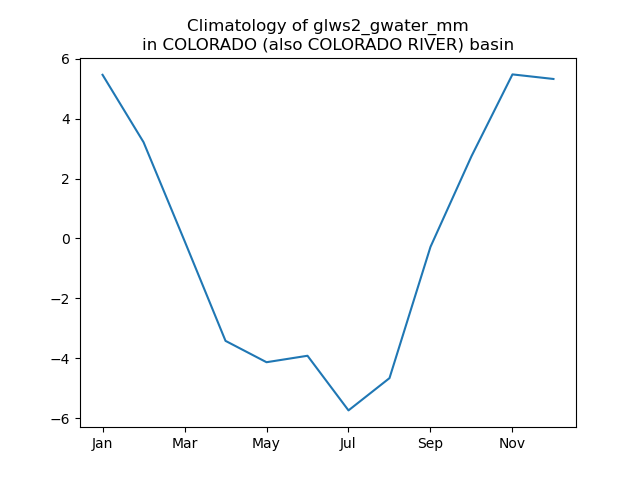 Climatology of glws2_gwater_mm
in COLORADO (also COLORADO RIVER) basin
6
4
2
0
−2
−4
−6
Jan
Mar
May
Jul
Sep
Nov